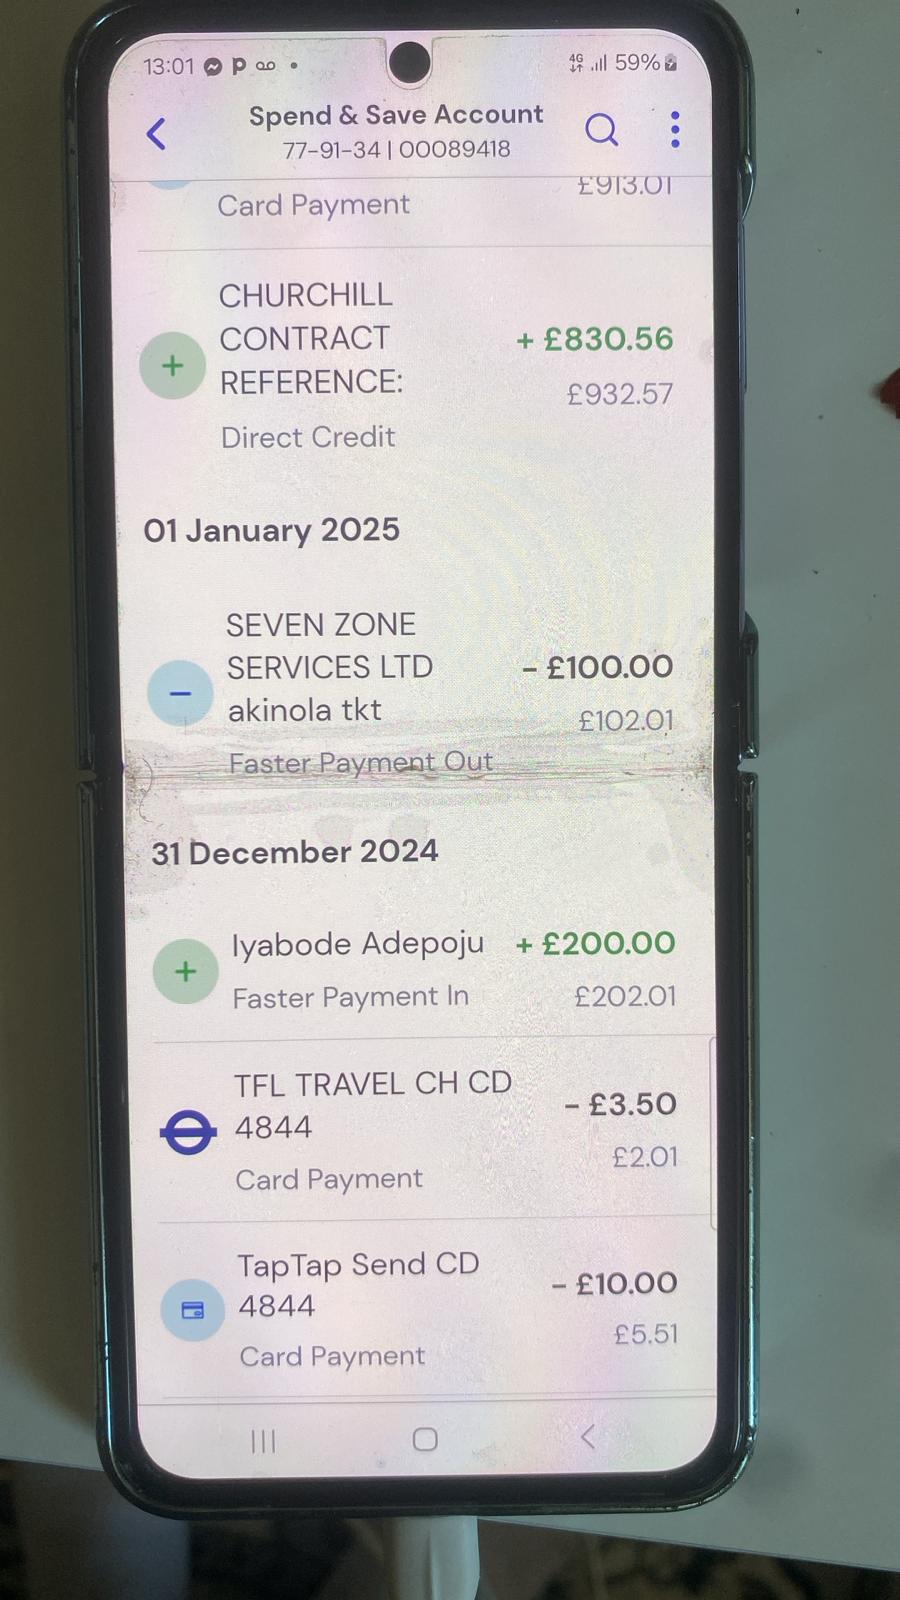 13:01
4G
59%
Spend & Save Account
77-91-34 | 00089418
£913.01
Card Payment
CHURCHILL
CONTRACT
REFERENCE:
+ £830.56
£932.57
Direct Credit
01 January 2025
SEVEN ZONE
SERVICES LTD
akinola tkt
- £100.00
£102.01
Faster Payment Out
31 December 2024
Iyabode Adepoju
+ £200.00
Faster Payment In
£202.01
TFL TRAVEL CH CD
4844
- £3.50
£2.01
Card Payment
TapTap Send CD
4844
- £10.00
£5.51
Card Payment